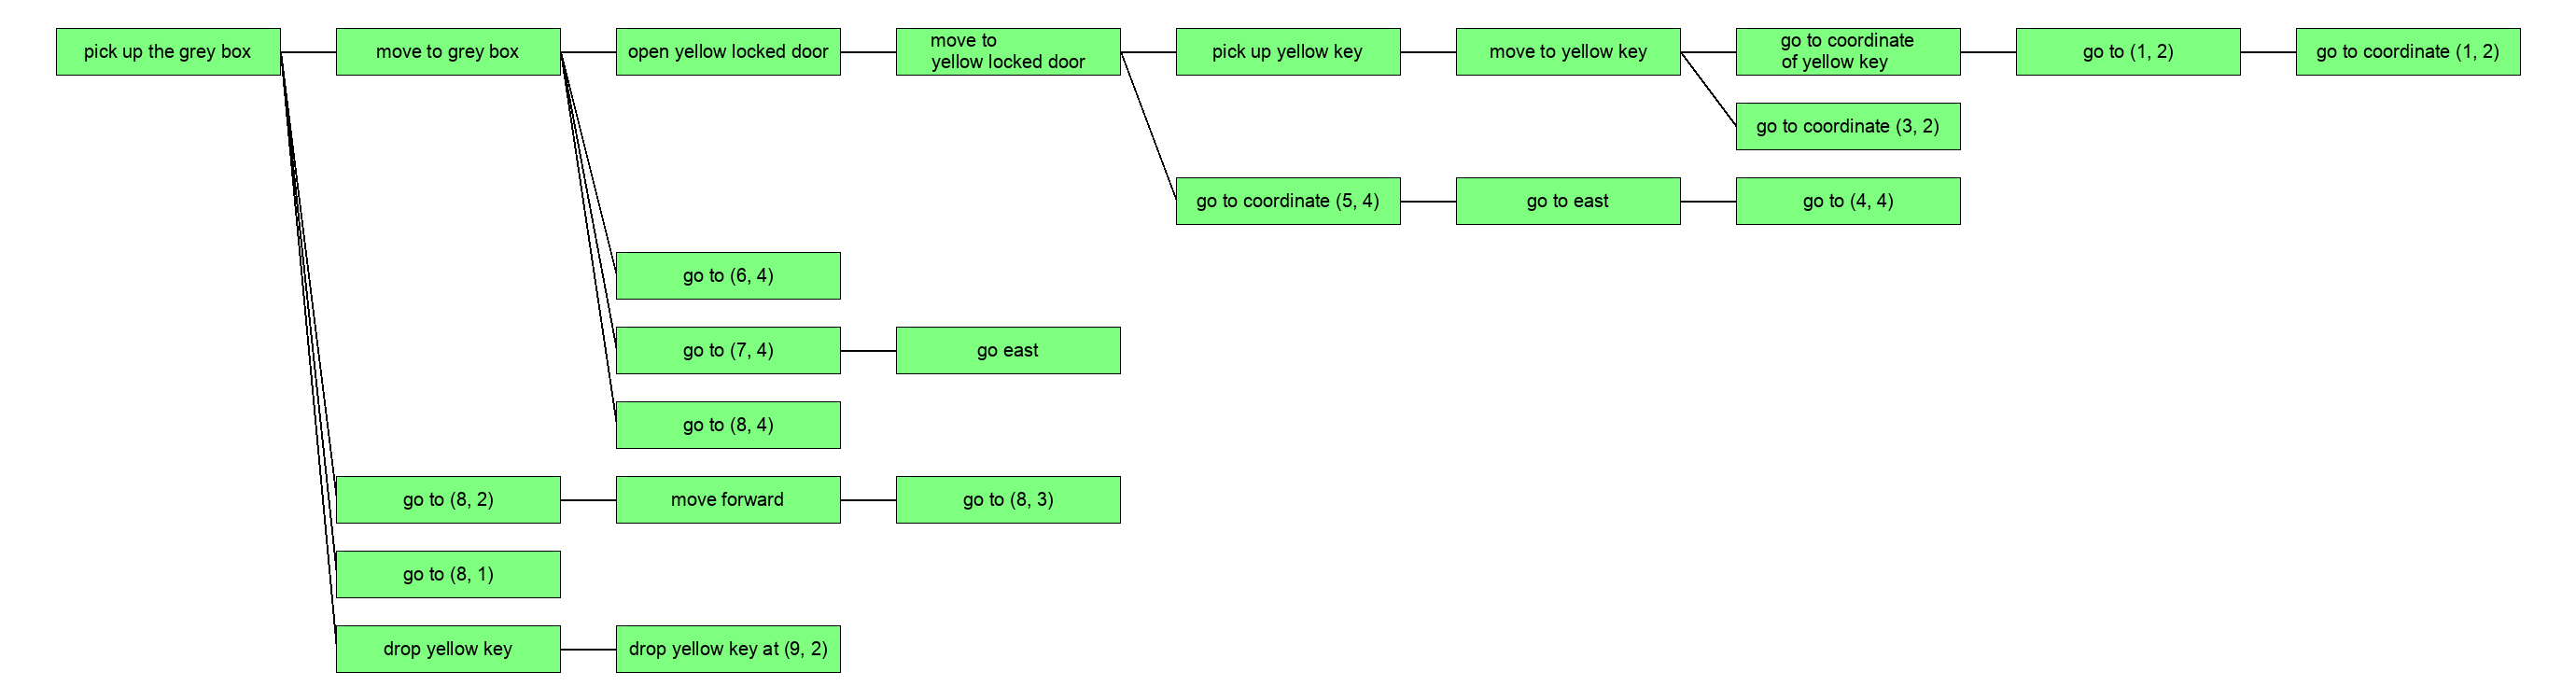 pick up the grey box
move to grey box
open yellow locked door
move to
yellow locked door
pick up yellow key
move to yellow key
go to coordinate
of yellow key
go to (1, 2)
go to coordinate (1, 2)
go to coordinate (3, 2)
go to coordinate (5, 4)
go to east
go to (4, 4)
go to (6, 4)
go to (7, 4)
go east
go to (8, 4)
go to (8, 2)
move forward
go to (8, 3)
go to (8, 1)
drop yellow key
drop yellow key at (9, 2)